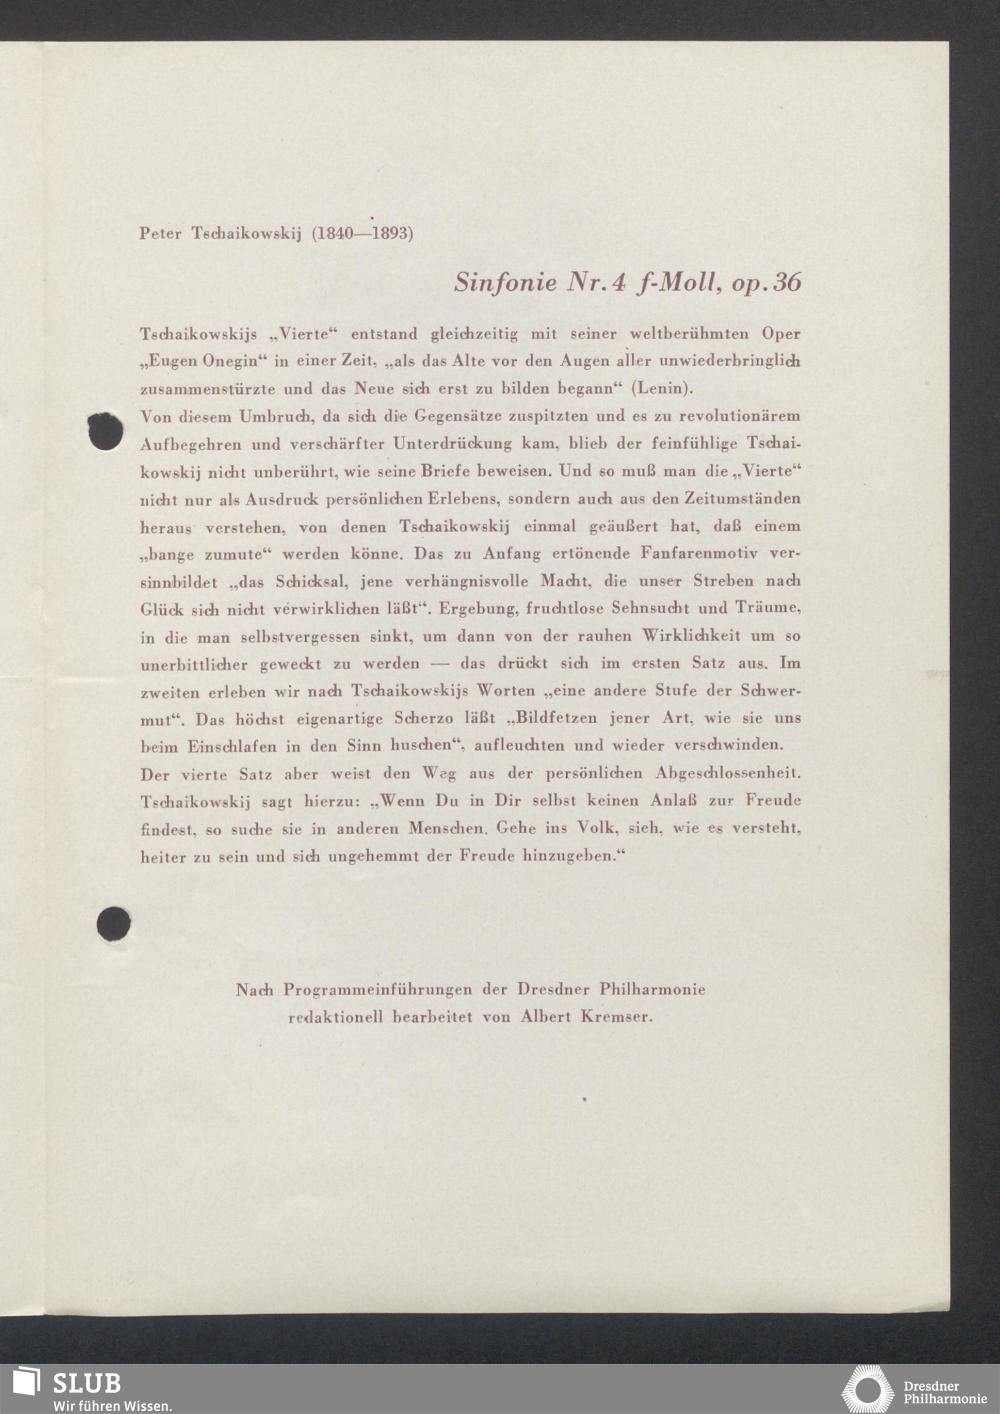 Peter Tschaikowskij (1840—1893)
Sinfonie Nr. 4 f-Moll, op. 36
Tschaikowskijs „Vierte“ entstand gleichzeitig mit seiner weltberühmten Oper
„Eugen Onegin“ in einer Zeit, „als das Alte vor den Augen aller unwiederbringlich
zusammenstürzte und das Neue sich erst zu bilden begann“ (Lenin).
Von diesem Umbruch, da sich die Gegensätze zuspitzten und es zu revolutionärem
Aufbegehren und verschärfter Unterdrückung kam, blieb der feinfühlige Tschai-
kowskij nicht unberührt, wie seine Briefe beweisen. Und so muß man die „Vierte“
nicht nur als Ausdruck persönlichen Erlebens, sondern auch aus den Zeitumständen
heraus verstehen, von denen Tschaikowskij einmal geäußert hat, daß einem
„bange zumute“ werden könne. Das zu Anfang ertönende Fanfarenmotiv ver-
sinnbildet „das Schicksal, jene verhängnisvolle Macht, die unser Streben nach
Glück sich nicht verwirklichen läßt“. Ergebung, fruchtlose Sehnsucht und Träume,
in die man selbstvergessen sinkt, um dann von der rauhen Wirklichkeit um so
unerbittlicher geweckt zu werden — das drückt sich im ersten Satz aus. Im
zweiten erleben wir nach Tschaikowskijs Worten „eine andere Stufe der Schwer-
mut“. Das höchst eigenartige Scherzo läßt „Bildfetzen jener Art, wie sie uns
beim Einschlafen in den Sinn huschen“, aufleuchten und wieder verschwinden.
Der vierte Satz aber weist den Weg aus der persönlichen Abgeschlossenheit.
Tschaikowskij sagt hierzu: „Wenn Du in Dir selbst keinen Anlaß zur Freude
findest, so suche sie in anderen Menschen. Gehe ins Volk, sieh, wie es versteht,
heiter zu sein und sich ungehemmt der Freude hinzugeben.“
Nach Programmeinführungen der Dresdner Philharmonie
redaktionell bearbeitet von Albert Kremser.
SLUB
Wir führen Wissen.
Dresdner
Philharmonie